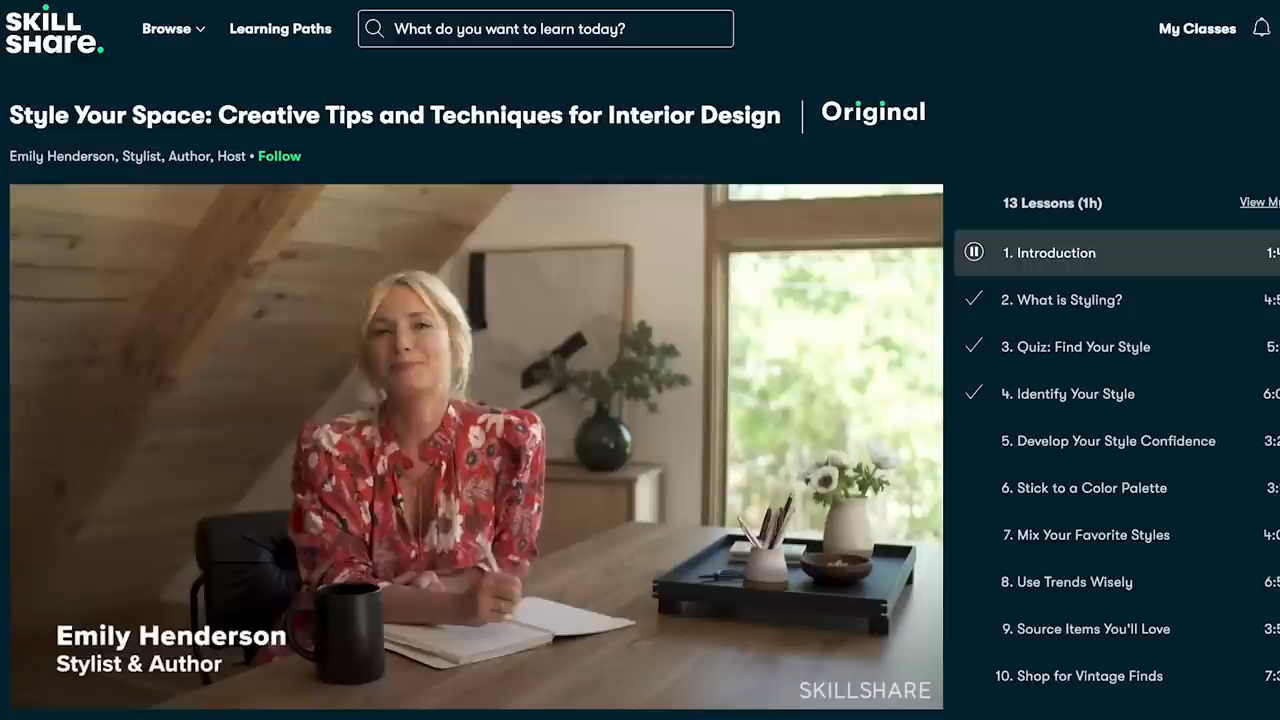 SKILL
SHARE.
Browse
Learning Paths
What do you want to learn today?
My Classes
Style Your Space: Creative Tips and Techniques for Interior Design
Original
Emily Henderson, Stylist, Author, Host • Follow
13 Lessons (1h)
View
1. Introduction
2. What is Styling?
3. Quiz: Find Your Style
4. Identify Your Style
5. Develop Your Style Confidence
6. Stick to a Color Palette
7. Mix Your Favorite Styles
8. Use Trends Wisely
9. Source Items You'll Love
10. Shop for Vintage Finds
Emily Henderson
Stylist & Author
SKILLSHARE